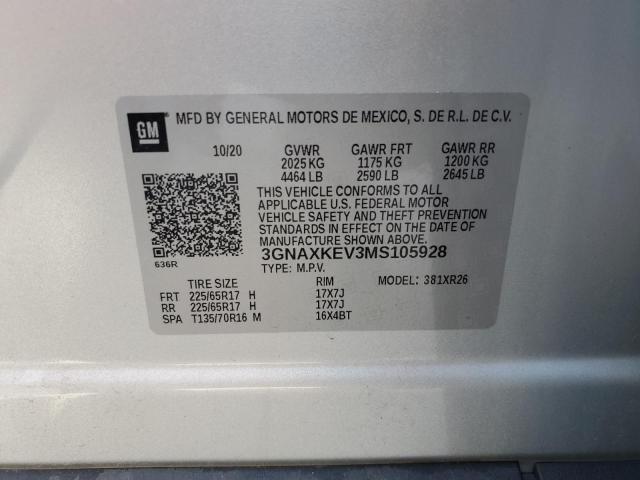 GM
MFD BY GENERAL MOTORS DE MEXICO, S. DE R.L. DE C.V.
10/20 GVWR GAWR FRT GAWR RR
2025 KG 1175 KG 1200 KG
4464 LB 2590 LB 2645 LB
THIS VEHICLE CONFORMS TO ALL
APPLICABLE U.S. FEDERAL MOTOR
VEHICLE SAFETY AND THEFT PREVENTION
STANDARDS IN EFFECT ON THE DATE OF
MANUFACTURE SHOWN ABOVE.
636R
3GNAXKEV3MS105928
TYPE: M.P.V. MODEL: 381XR26
TIRE SIZE RIM
FRT 225/65R17 H 17X7J
RR 225/65R17 H 17X7J
SPA T135/70R16 M 16X4BT